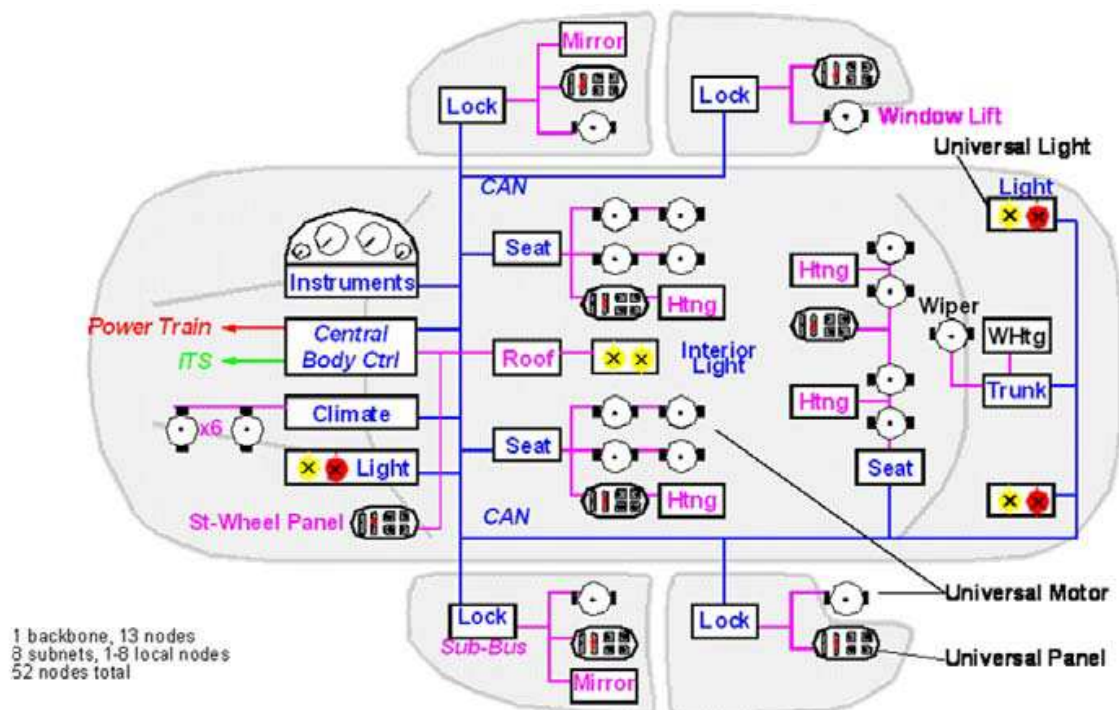 Mirror
Lock
Lock
Window Lift
Universal Light
CAN
Light
Seat
Htng
Instruments
Htng
Power Train
Central
Body Ctrl
Wiper
WHtg
ITS
Roof
Interior
Light
Trunk
x6
Climate
Htng
Light
Seat
Seat
St-Wheel Panel
Htng
CAN
Universal Motor
Lock
Lock
Sub-Bus
Mirror
Universal Panel
1 backbone, 13 nodes
8 subnets, 1-8 local nodes
52 nodes total